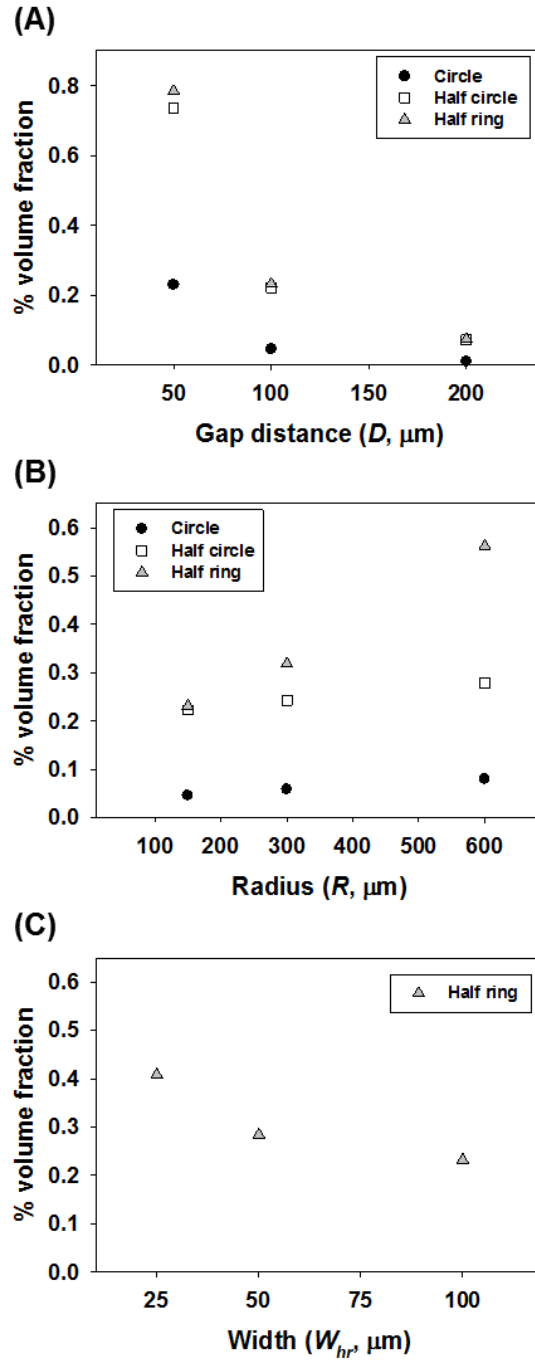 (A)
Circle
Half circle
Half ring
0.8
0.6
0.4
0.2
0.0
% volume fraction
50 100 150 200
Gap distance (D, μm)
(B)
Circle
Half circle
Half ring
0.6
0.5
0.4
0.3
0.2
0.1
0.0
% volume fraction
100 200 300 400 500 600
Radius (R, μm)
(C)
Half ring
0.6
0.5
0.4
0.3
0.2
0.1
0.0
% volume fraction
25 50 75 100
Width (Whr, μm)